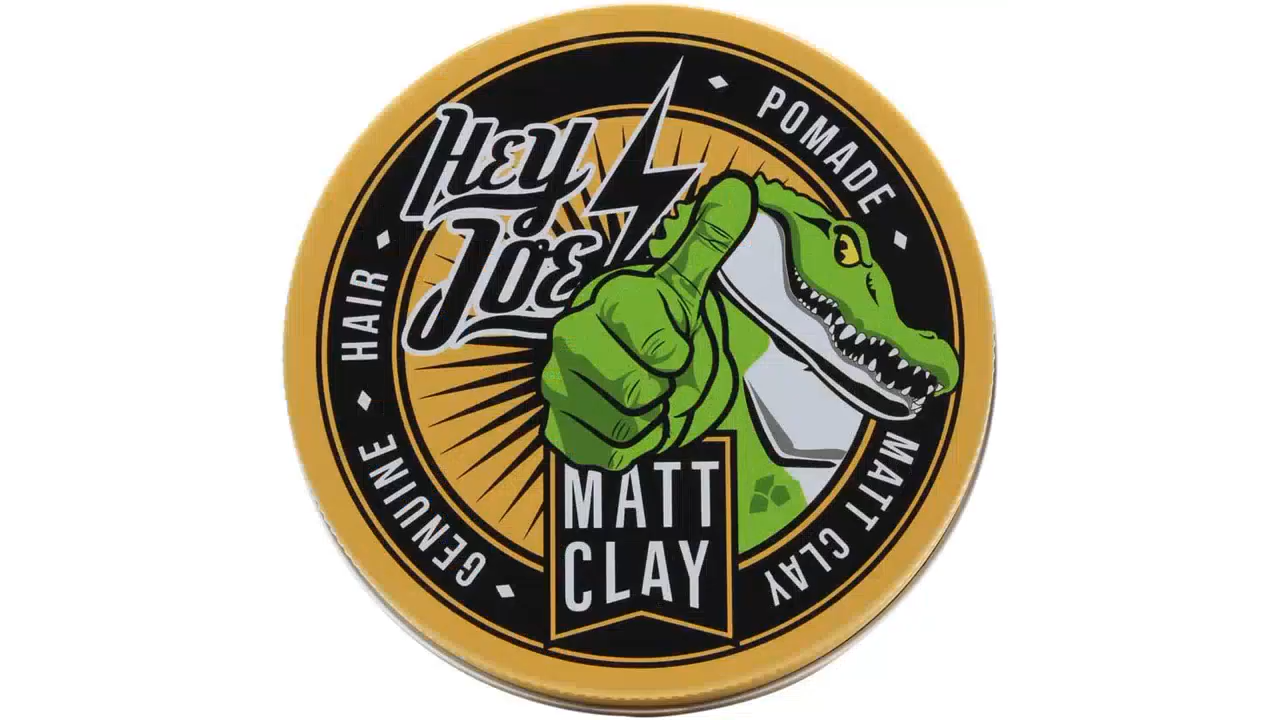 Hey
Joe
GENUINE ◆ HAIR ◆
◆ POMADE ◆
MATT CLAY
MATT
CLAY